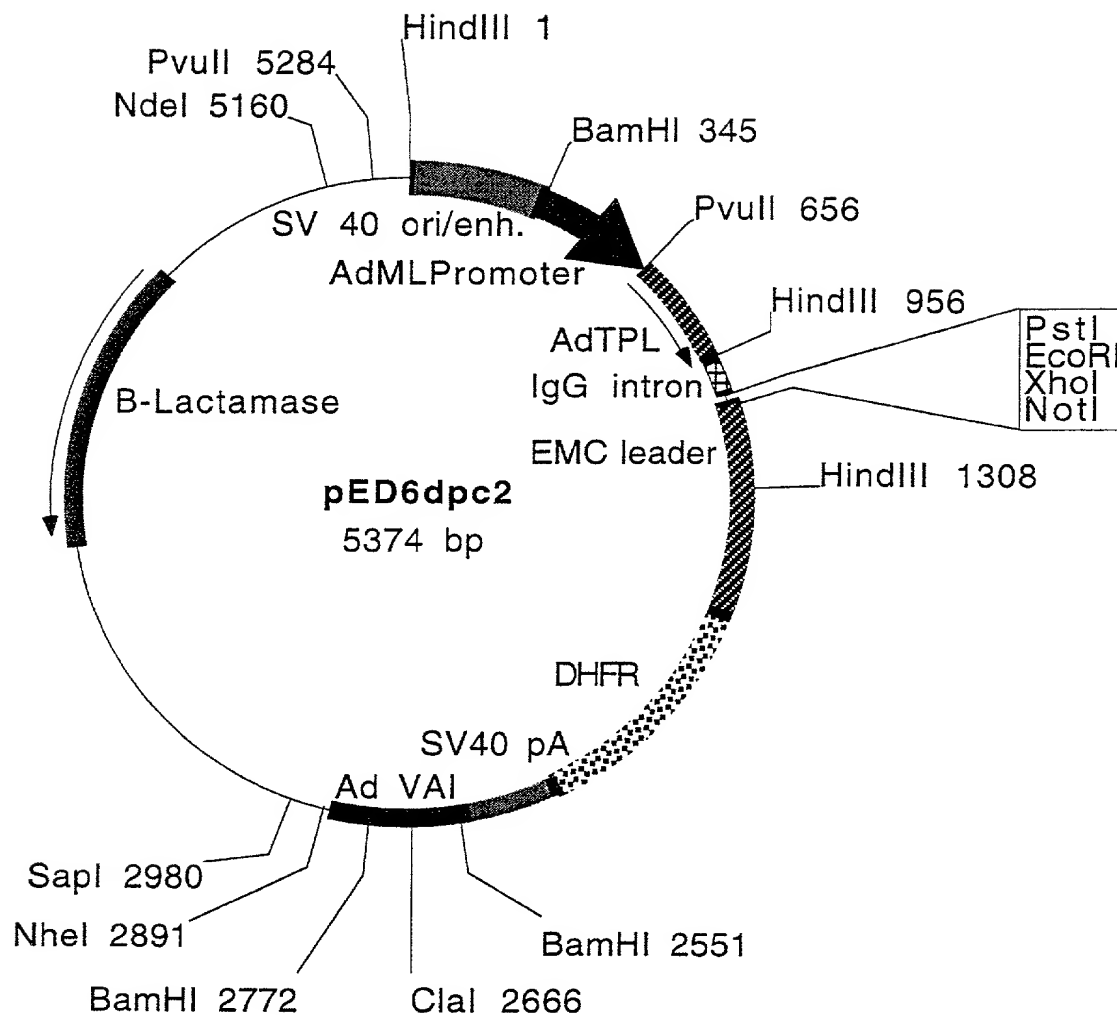 HindIII 1
PvuII 5284
NdeI 5160
BamHI 345
PvuII 656
SV 40 ori/enh.
AdMLPromoter
HindIII 956
AdTPL
IgG intron
PstI
EcoRI
XhoI
NotI
B-Lactamase
EMC leader
HindIII 1308
pED6dpc2
5374 bp
DHFR
SV40 pA
Ad VAI
SapI 2980
NheI 2891
BamHI 2551
BamHI 2772
ClaI 2666